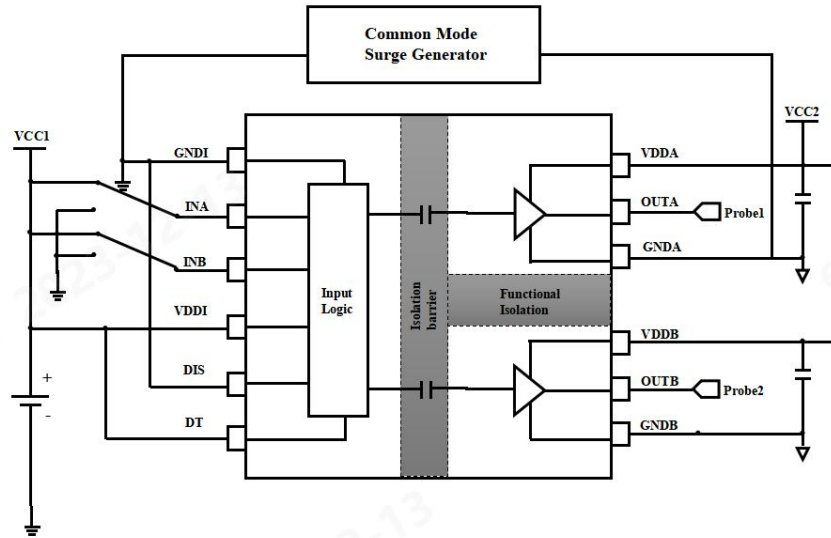 Common Mode
Surge Generator
VCC1
VCC2
GNDI
VDDA
INA
OUTA
Probe1
INB
GNDA
Input
Logic
Isolation
barrier
Functional
Isolation
VDDI
VDDB
+
-
DIS
OUTB
Probe2
DT
GNDB